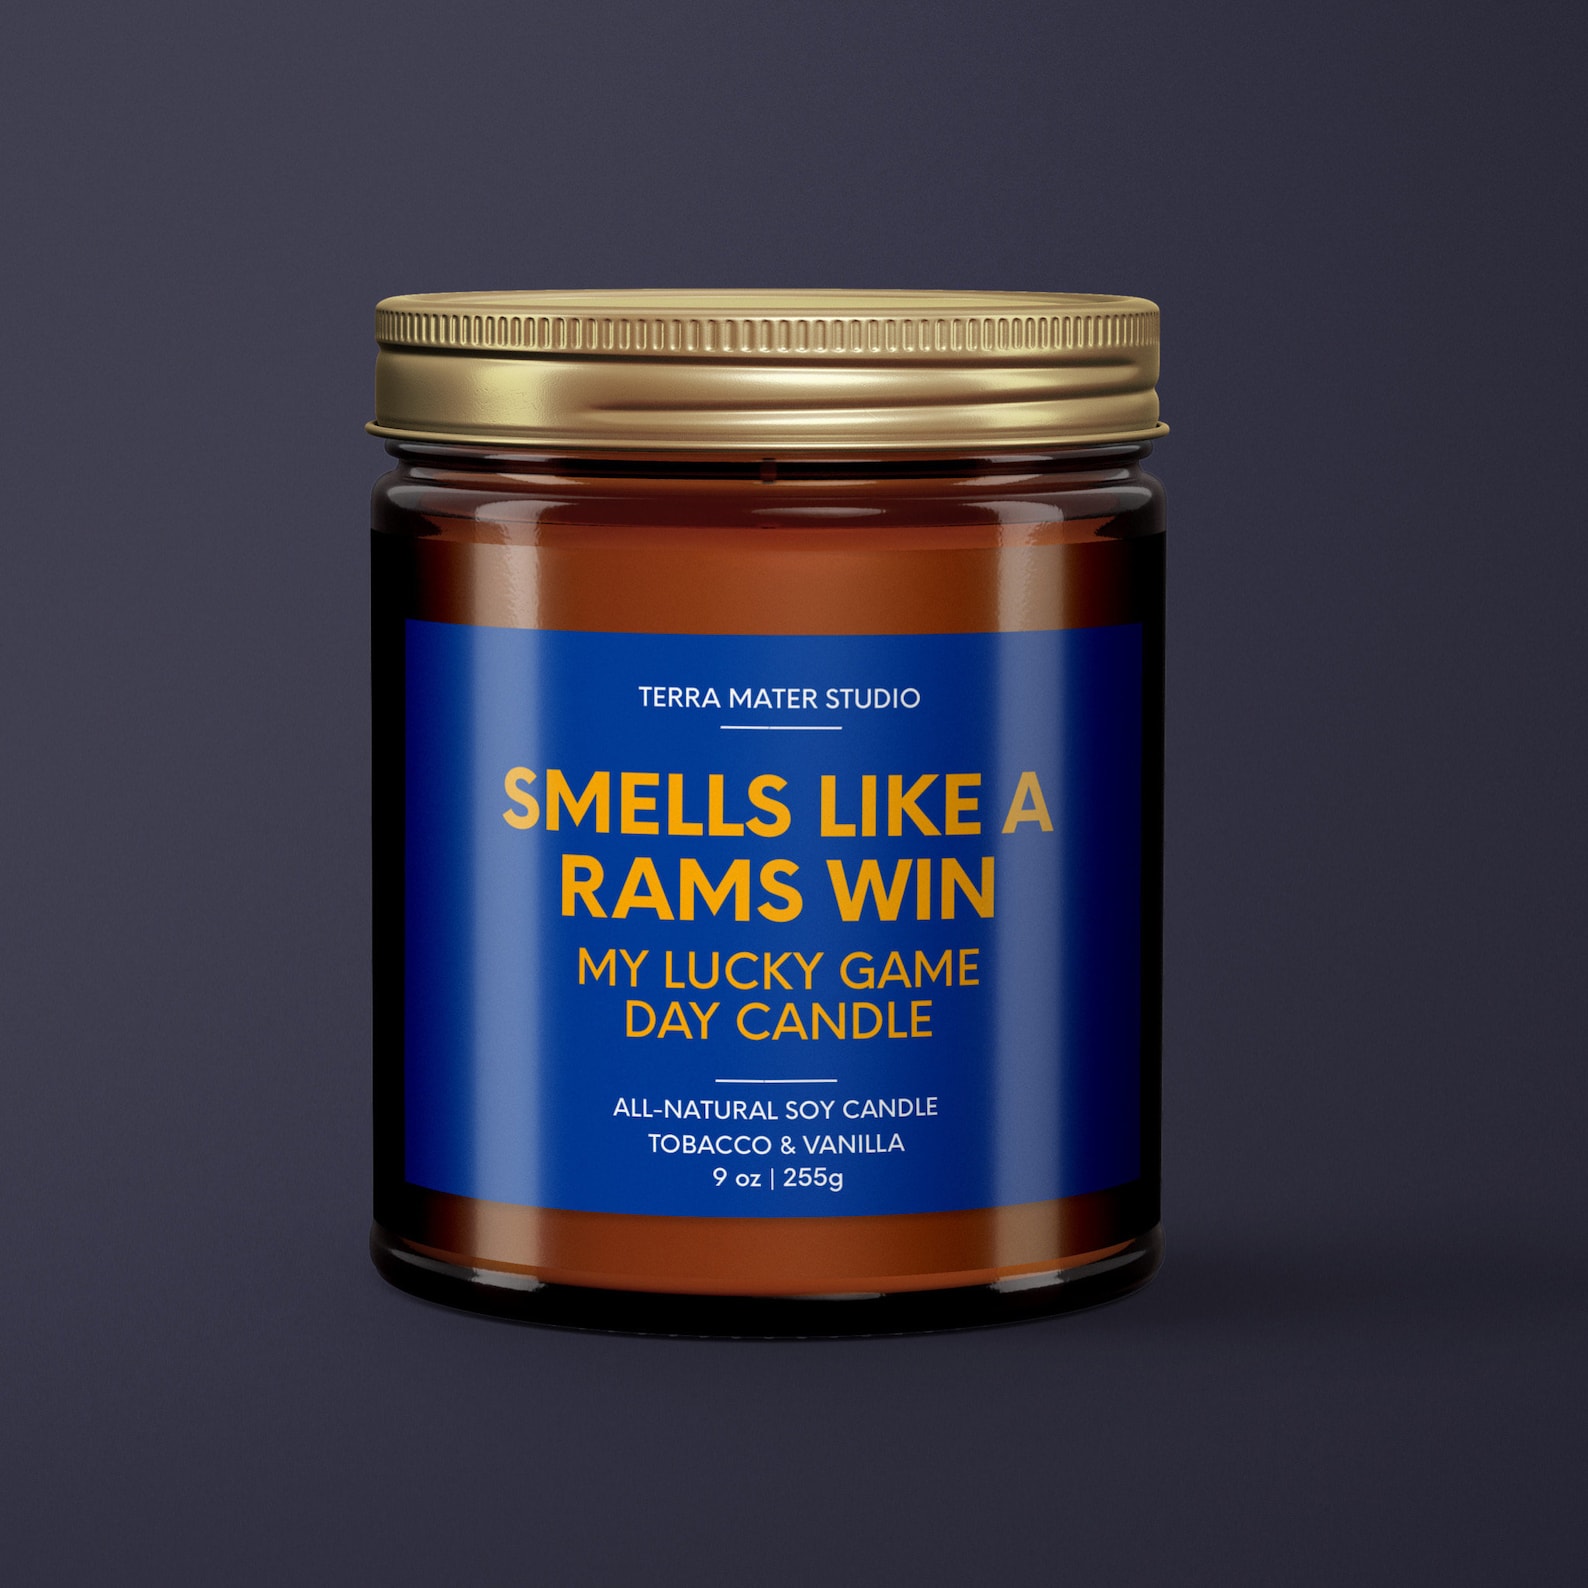 TERRA MATER STUDIO
SMELLS LIKE A
RAMS WIN
MY LUCKY GAME
DAY CANDLE
ALL-NATURAL SOY CANDLE
TOBACCO & VANILLA
9 oz | 255g